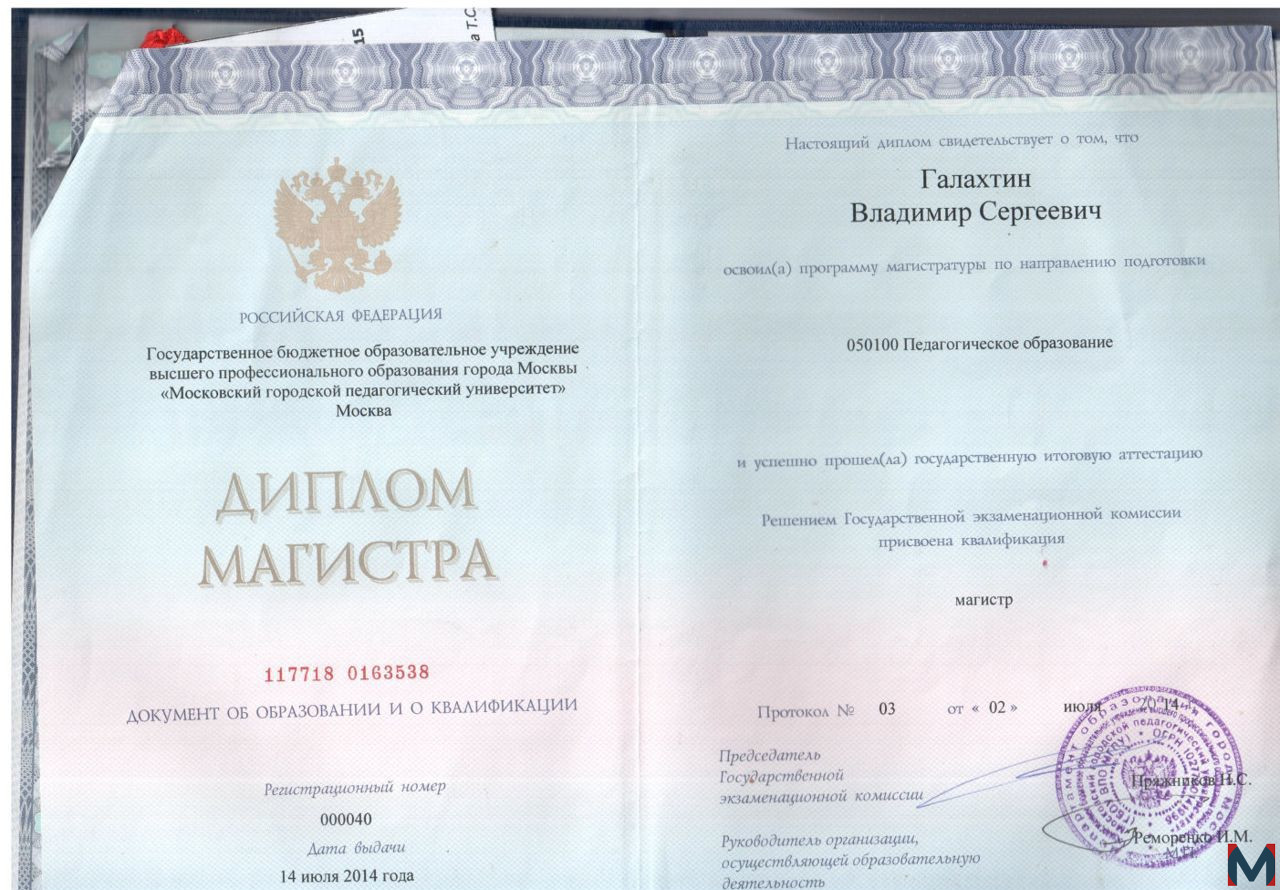 15
а Т.С.
РОССИЙСКАЯ ФЕДЕРАЦИЯ
Государственное бюджетное образовательное учреждение
высшего профессионального образования города Москвы
«Московский городской педагогический университет»
Москва
ДИПЛОМ
МАГИСТРА
117718 0163538
ДОКУМЕНТ ОБ ОБРАЗОВАНИИ И О КВАЛИФИКАЦИИ
Регистрационный номер
000040
Дата выдачи
14 июля 2014 года
Настоящий диплом свидетельствует о том, что
Галахтин
Владимир Сергеевич
освоил(а) программу магистратуры по направлению подготовки
050100 Педагогическое образование
и успешно прошел(ла) государственную итоговую аттестацию
Решением Государственной экзаменационной комиссии
присвоена квалификация
магистр
Протокол № 03 от « 02 » июля 2014
Председатель
Государственной
экзаменационной комиссии
Пряжников Н.С.
Руководитель организации,
осуществляющей образовательную
деятельность
Реморенко И.М.
М.П.
М